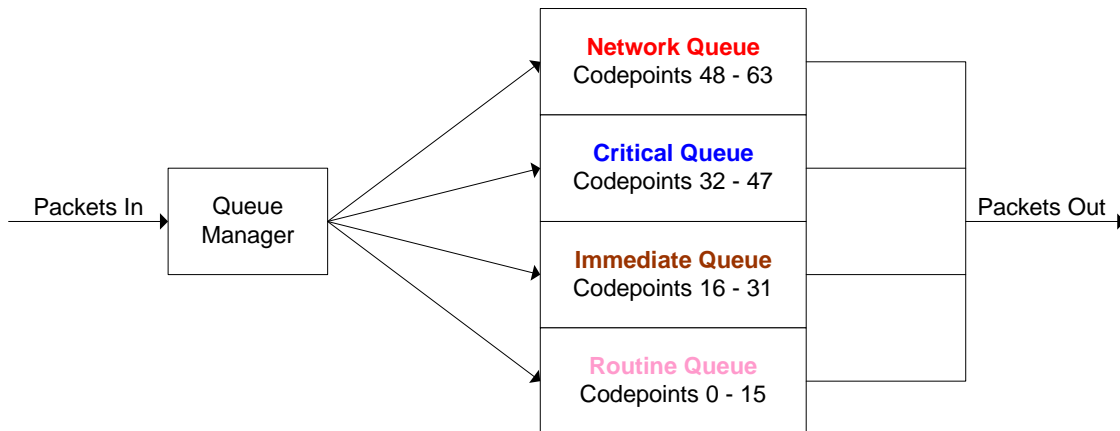 Packets In
Queue
Manager
Network Queue
Codepoints 48 - 63
Critical Queue
Codepoints 32 - 47
Immediate Queue
Codepoints 16 - 31
Routine Queue
Codepoints 0 - 15
Packets Out